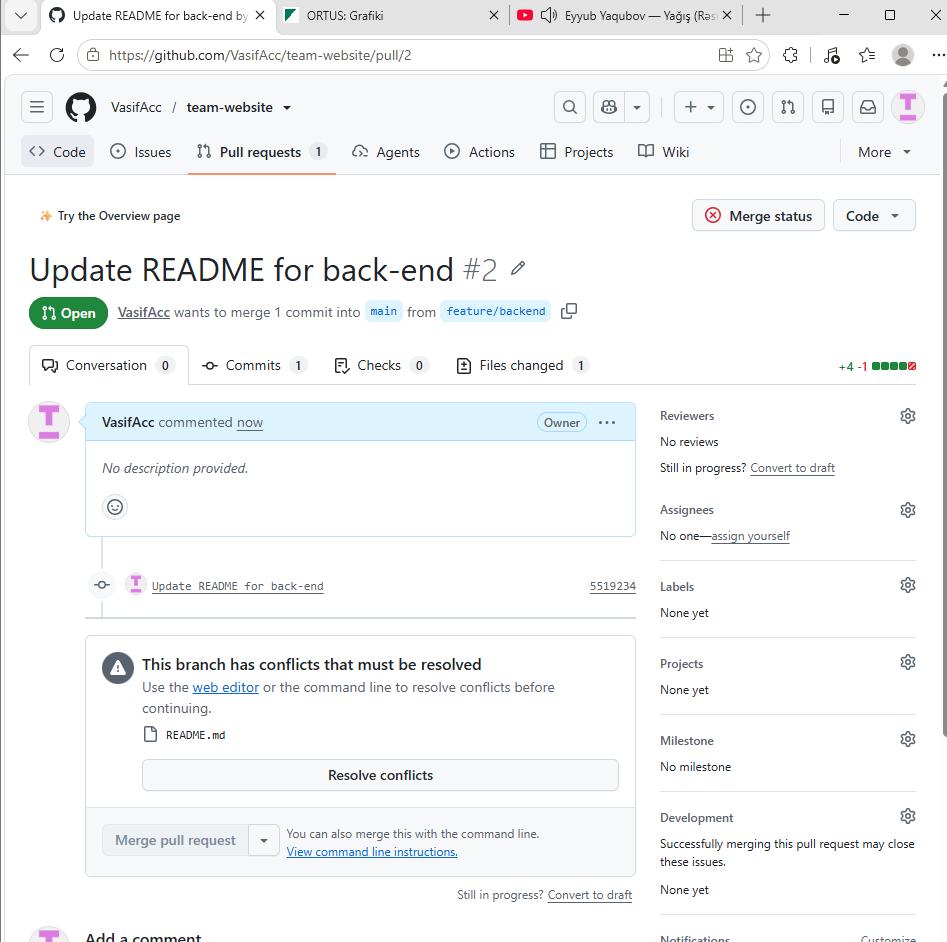 Update README for back-end by
ORTUS: Grafiki
Eyyub Yaqubov — Yağış (Rəs
https://github.com/VasifAcc/team-website/pull/2
VasifAcc / team-website
Code
Issues
Pull requests 1
Agents
Actions
Projects
Wiki
More
Try the Overview page
Merge status
Code
Update README for back-end #2
Open
VasifAcc wants to merge 1 commit into main from feature/backend
Conversation 0
Commits 1
Checks 0
Files changed 1
+4 -1
VasifAcc commented now
Owner
No description provided.
Update README for back-end
5519234
This branch has conflicts that must be resolved
Use the web editor or the command line to resolve conflicts before
continuing.
README.md
Resolve conflicts
Merge pull request
You can also merge this with the command line.
View command line instructions.
Still in progress? Convert to draft
Add a comment
Reviewers
No reviews
Still in progress? Convert to draft
Assignees
No one—assign yourself
Labels
None yet
Projects
None yet
Milestone
No milestone
Development
Successfully merging this pull request may close
these issues.
None yet
Notifications
Customize